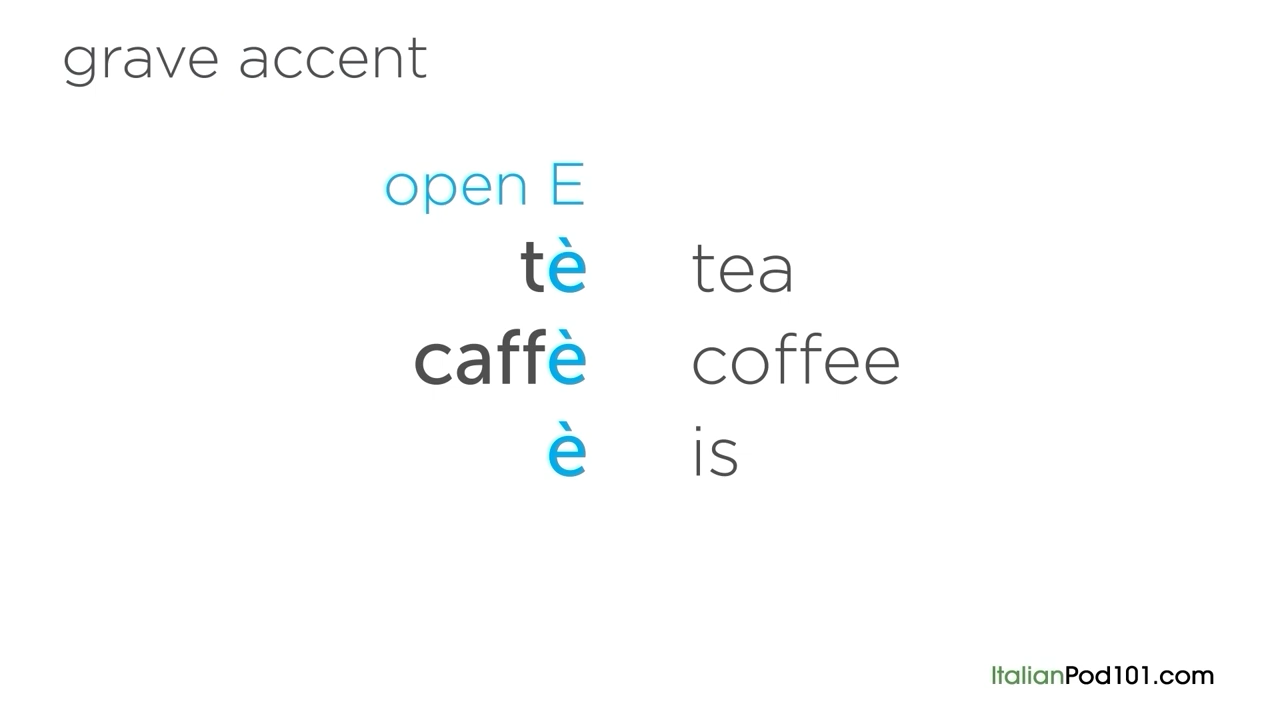 grave accent
open E
tè tea
caffè coffee
è is
ItalianPod101.com